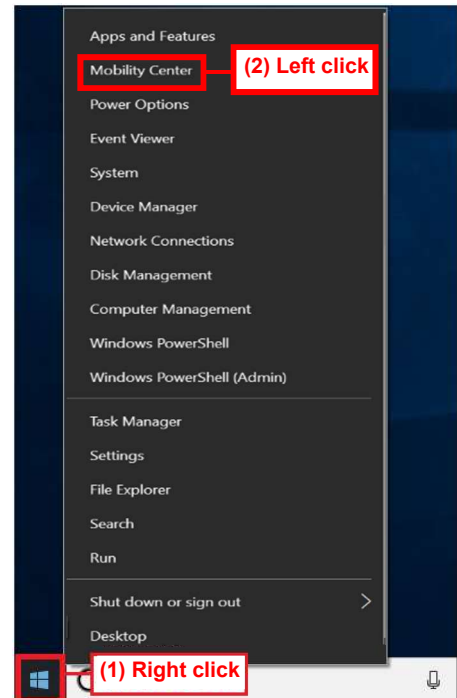 Apps and Features
Mobility Center
(2) Left click
Power Options
Event Viewer
System
Device Manager
Network Connections
Disk Management
Computer Management
Windows PowerShell
Windows PowerShell (Admin)
Task Manager
Settings
File Explorer
Search
Run
Shut down or sign out
Desktop
(1) Right click